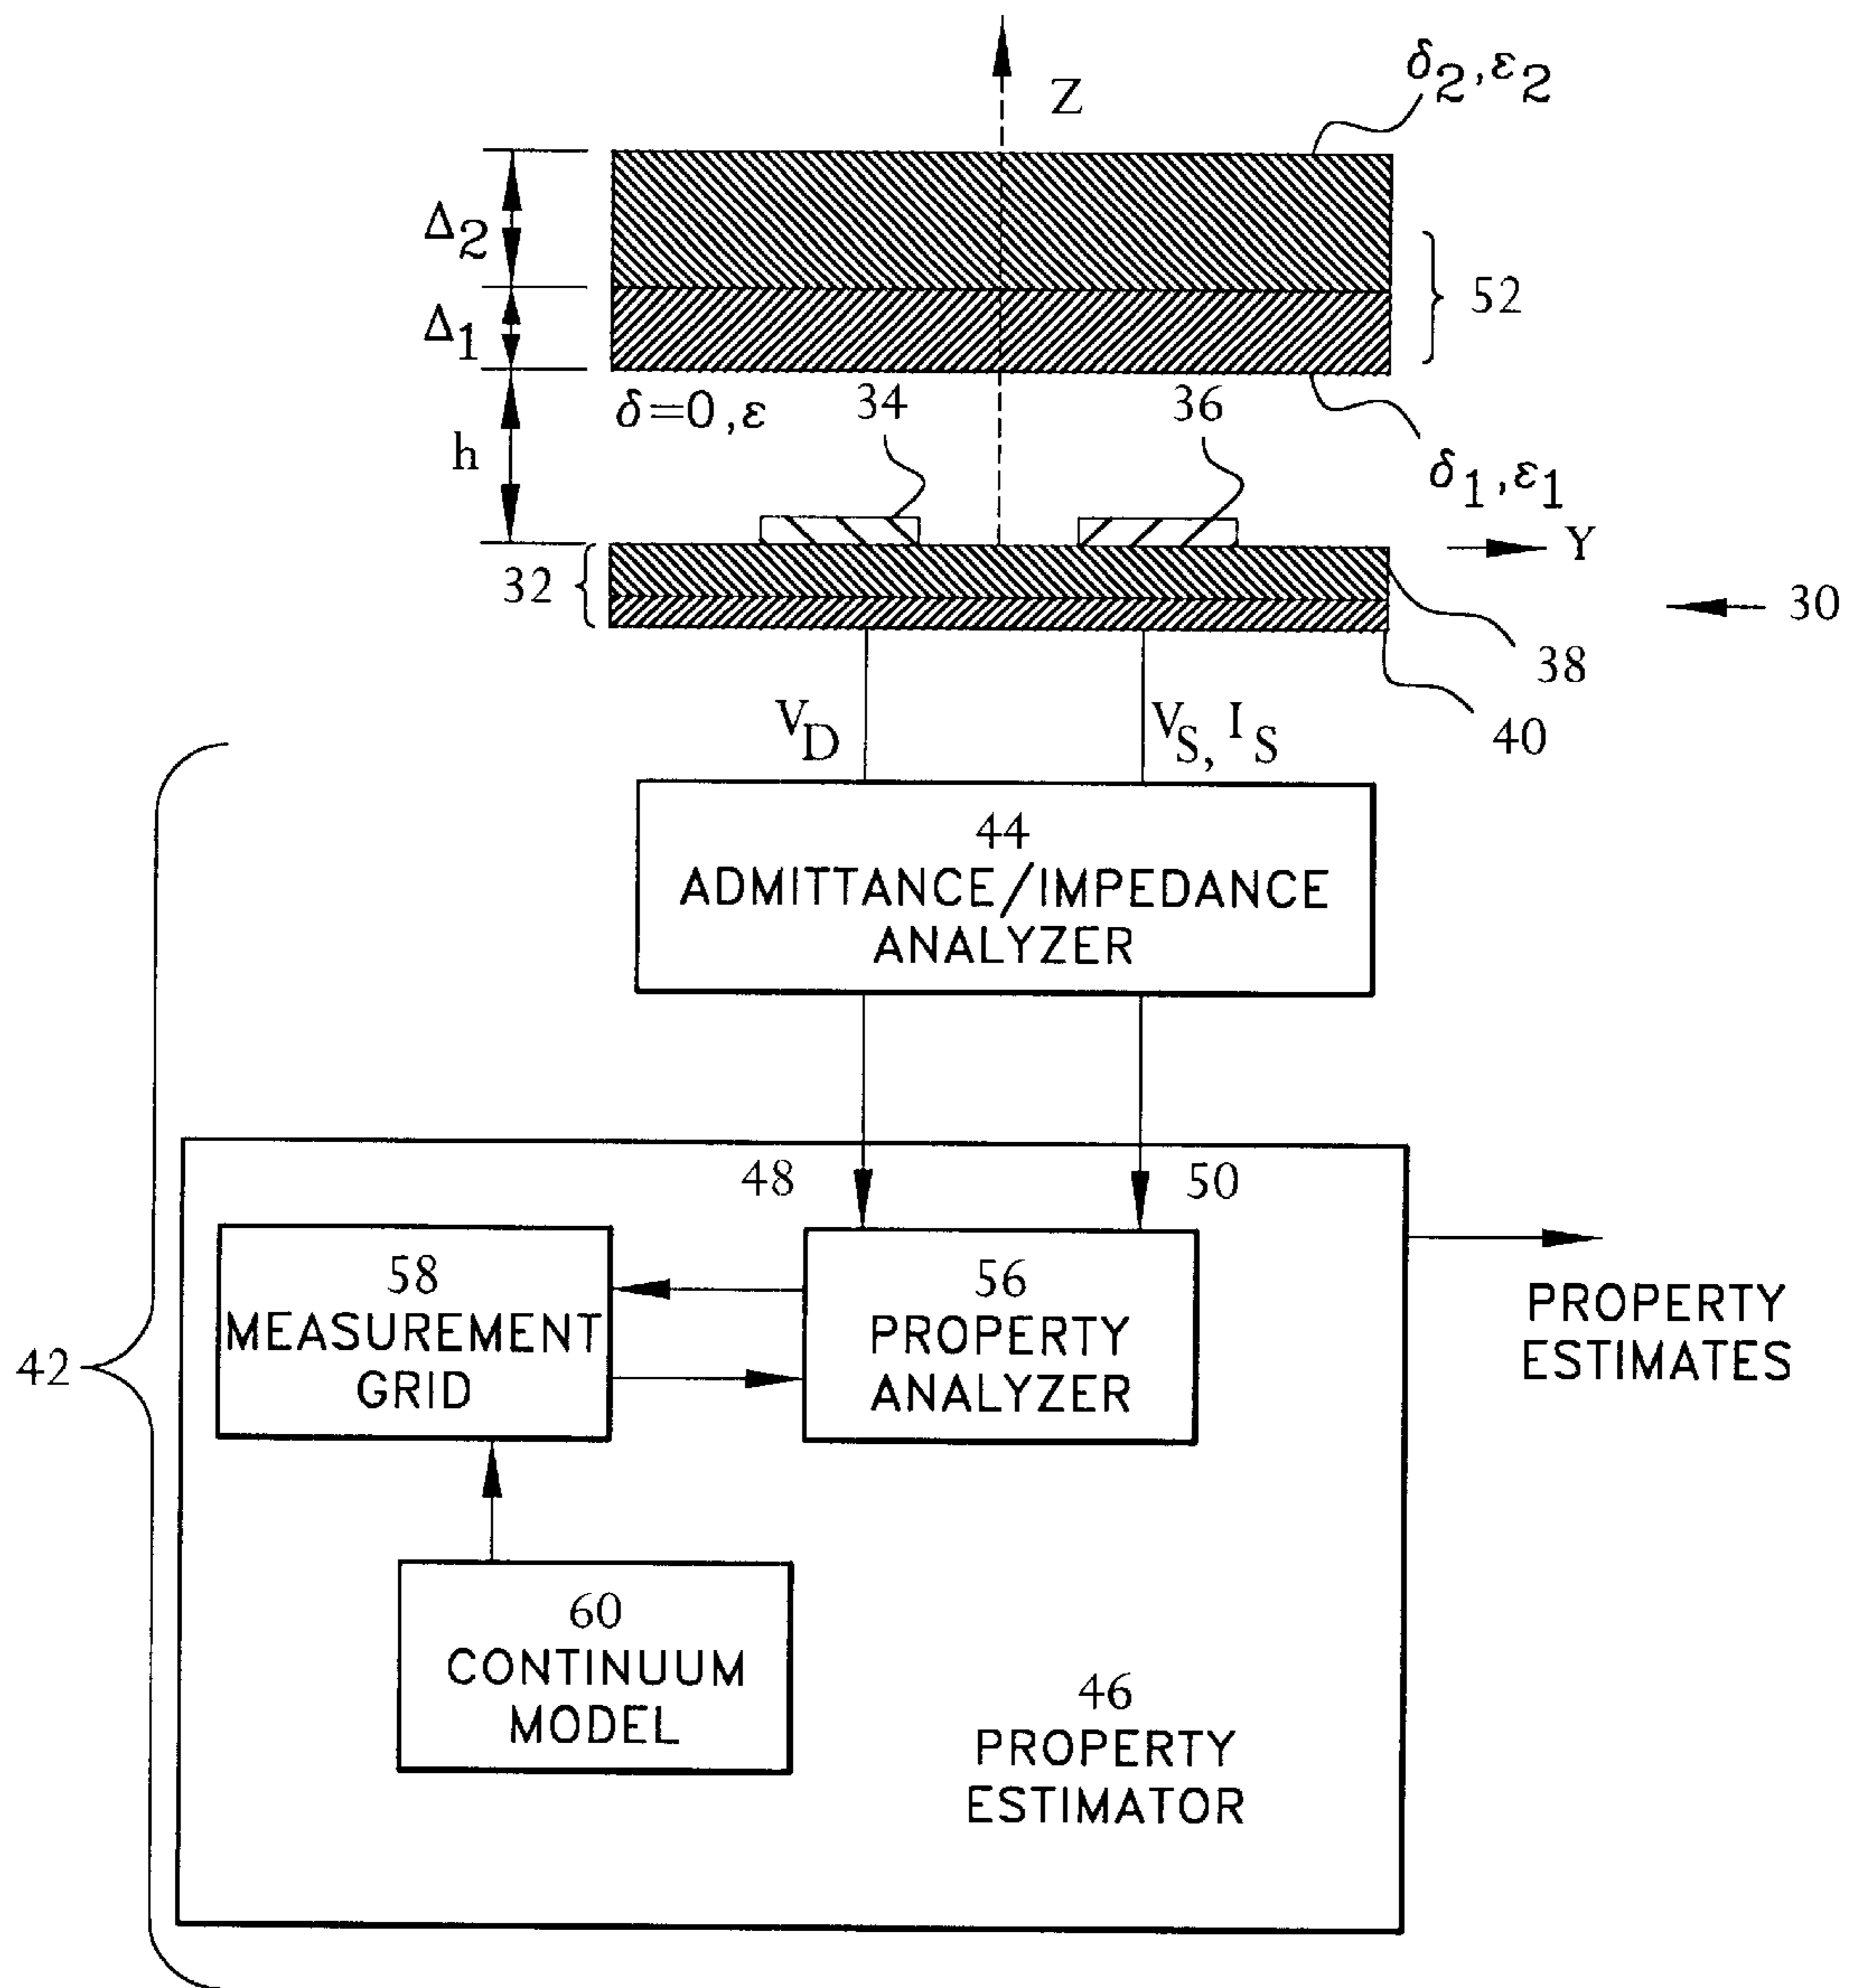 Z
δ2,ε2
Δ2
52
Δ1
δ=0,ε
34
36
h
δ1,ε1
Y
32
30
38
40
VD
VS, IS
44
ADMITTANCE/IMPEDANCE
ANALYZER
48
50
58
MEASUREMENT
GRID
56
PROPERTY
ANALYZER
PROPERTY
ESTIMATES
42
60
CONTINUUM
MODEL
46
PROPERTY
ESTIMATOR